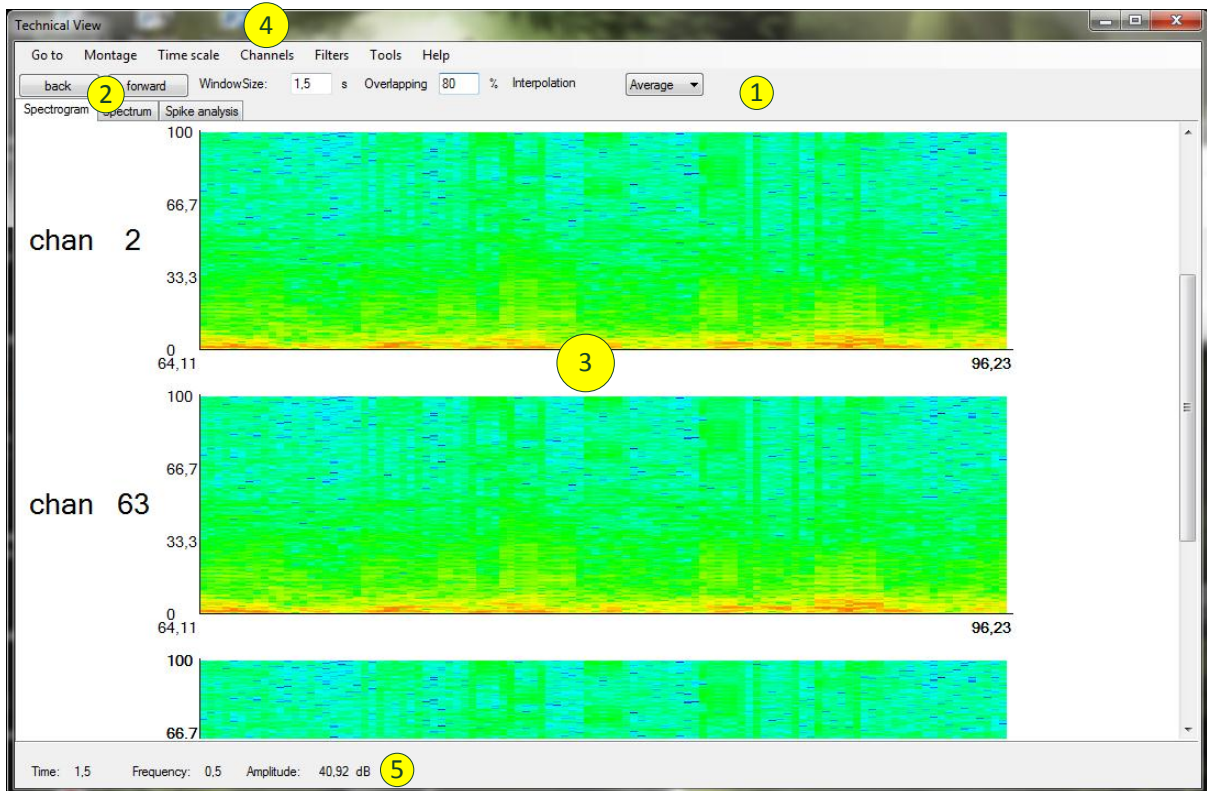 Technical View
4
Go to Montage Time scale Channels Filters Tools Help
back forward WindowSize: 1,5 s Overlapping 80 % Interpolation Average
1
2
Spectrogram Spectrum Spike analysis
100
66,7
chan 2
33,3
0
64,11 96,23
3
100
66,7
chan 63
33,3
0
64,11 96,23
100
66.7
Time: 1,5 Frequency: 0,5 Amplitude: 40,92 dB 5